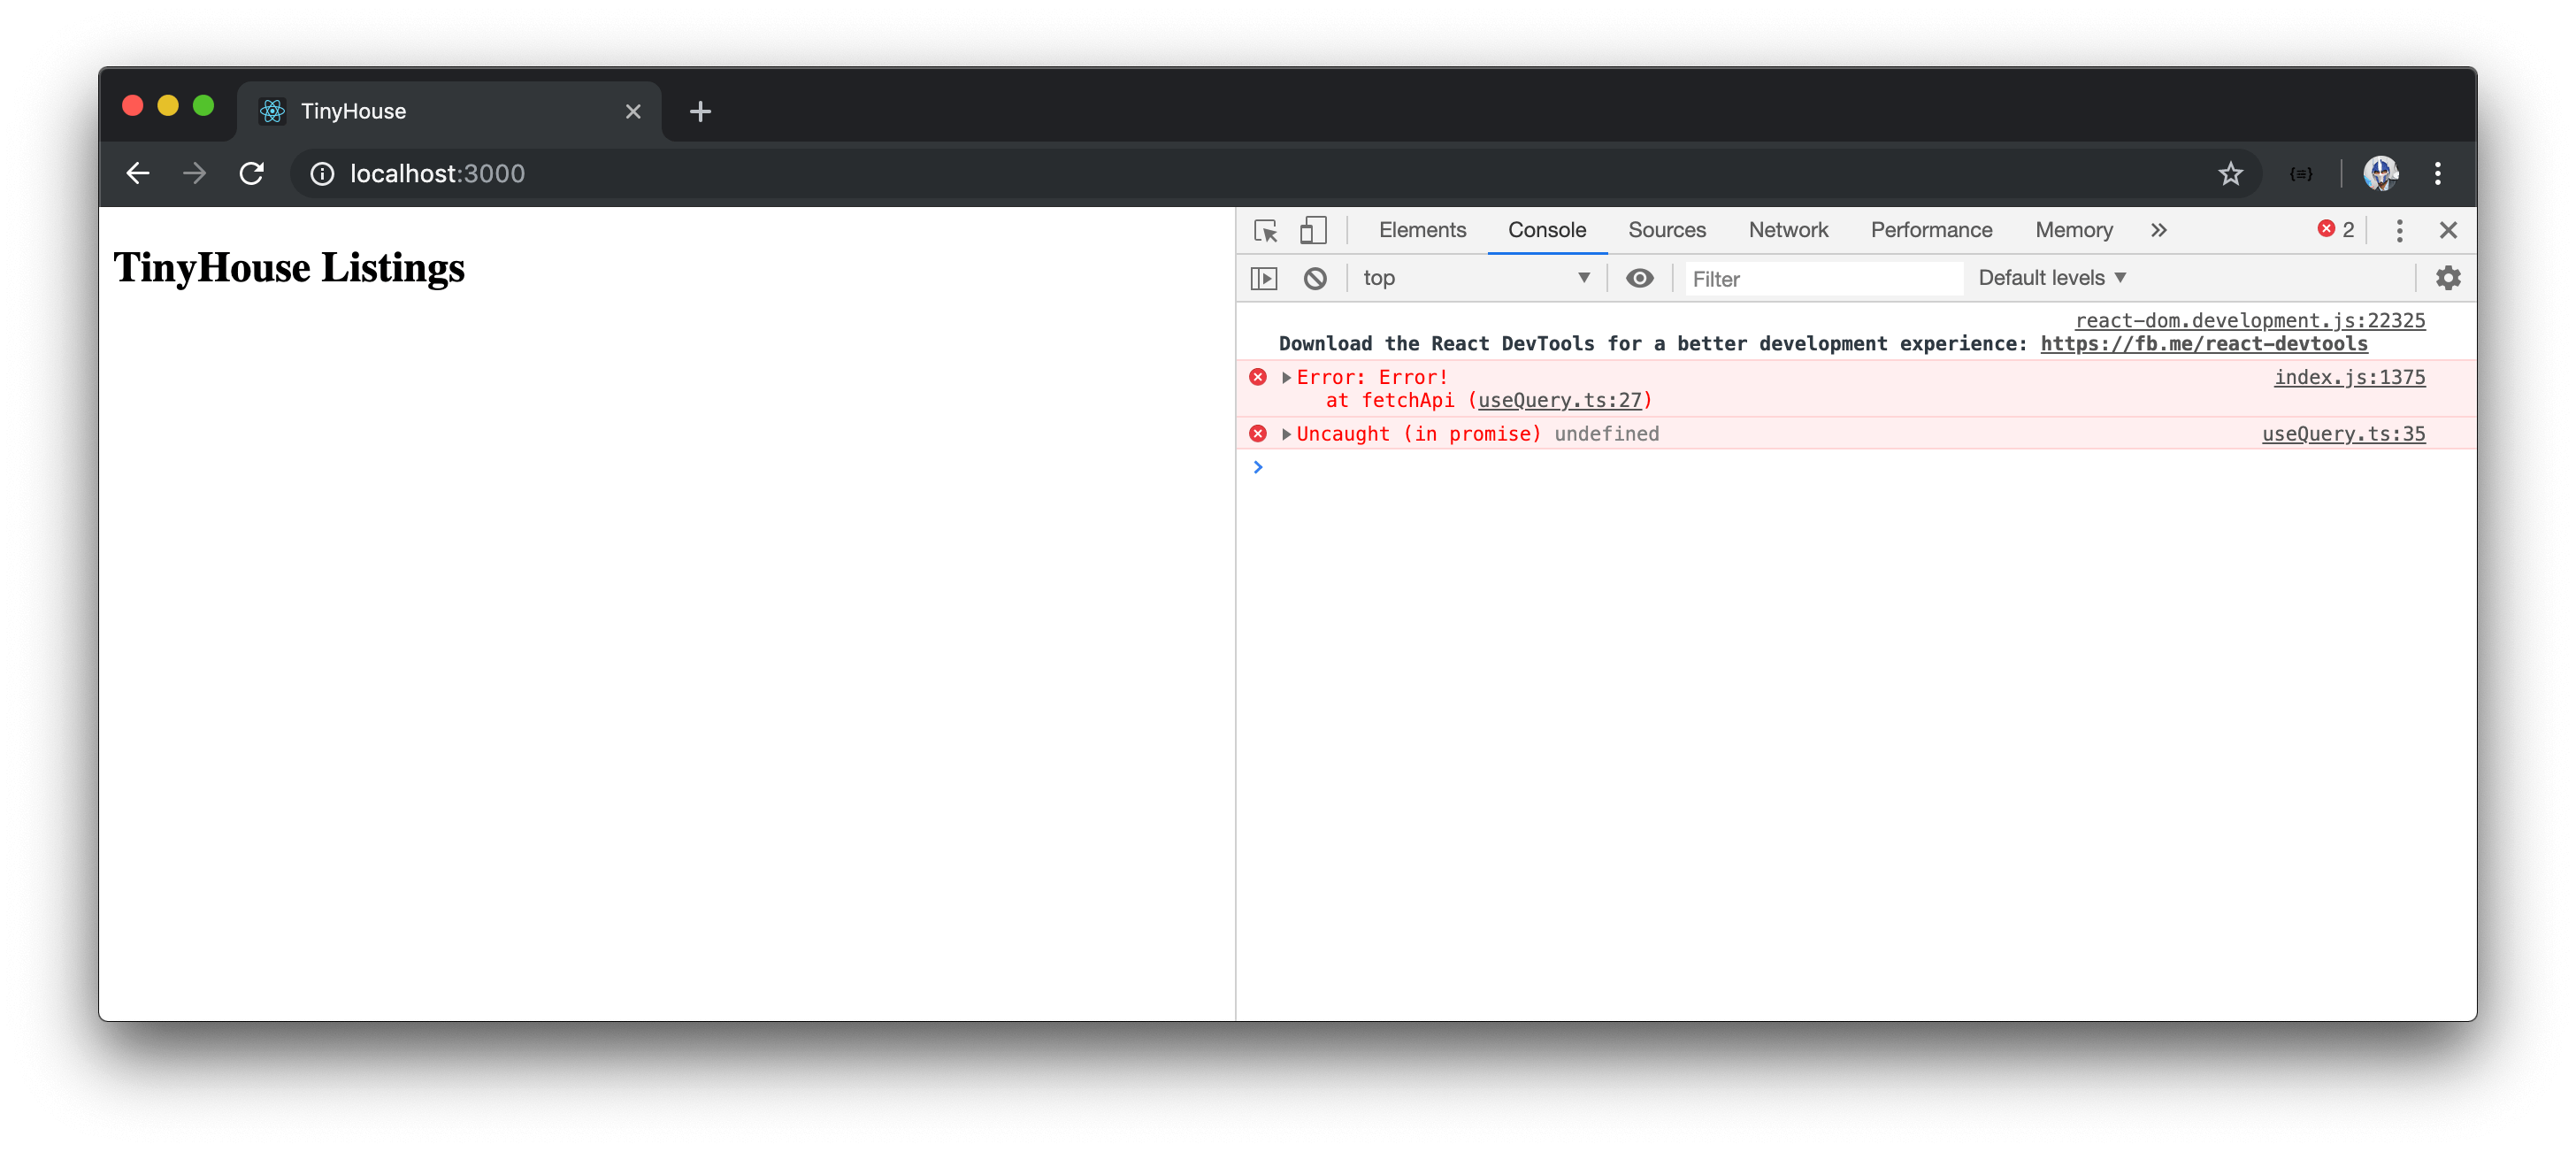 TinyHouse
localhost:3000
TinyHouse Listings
Elements Console Sources Network Performance Memory 2
top Filter Default levels
react-dom.development.js:22325
Download the React DevTools for a better development experience: https://fb.me/react-devtools
Error: Error! index.js:1375
at fetchApi (useQuery.ts:27)
Uncaught (in promise) undefined useQuery.ts:35